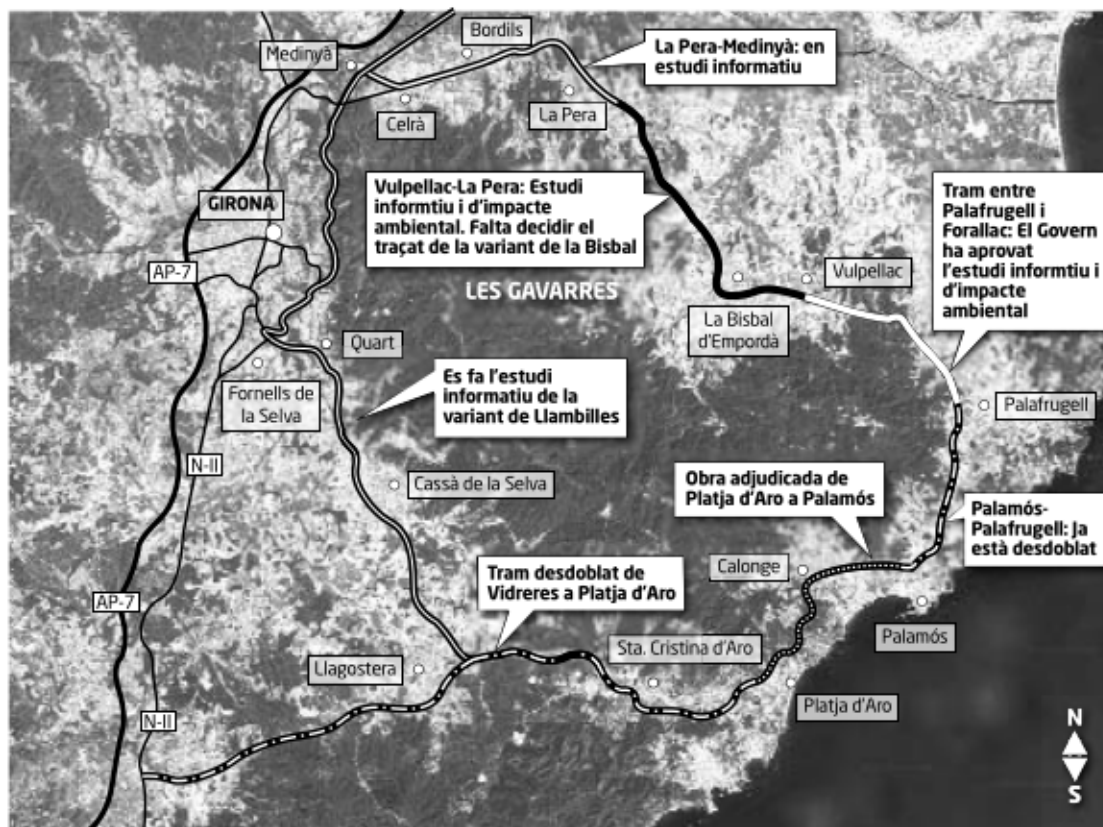 Bordils
Medinyà
La Pera-Medinyà: en
estudi informatiu
Celrà
La Pera
Vulpellac-La Pera: Estudi
informtiu i d'impacte
ambiental. Falta decidir el
traçat de la variant de la Bisbal
Tram entre
Palafrugell i
Forallac: El Govern
ha aprovat
l'estudi informtiu i
d'impacte
ambiental
GIRONA
AP-7
Vulpellac
LES GAVARRES
La Bisbal
d'Empordà
Quart
Es fa l'estudi
informatiu de la
variant de Llambilles
Fornells de
la Selva
Palafrugell
N-II
Cassà de la Selva
Obra adjudicada de
Platja d'Aro a Palamós
Palamós-
Palafrugell: Ja
està desdoblat
Tram desdoblat de
Vidreres a Platja d'Aro
Calonge
AP-7
Palamós
Sta. Cristina d'Aro
Llagostera
Platja d'Aro
N-II
N
S